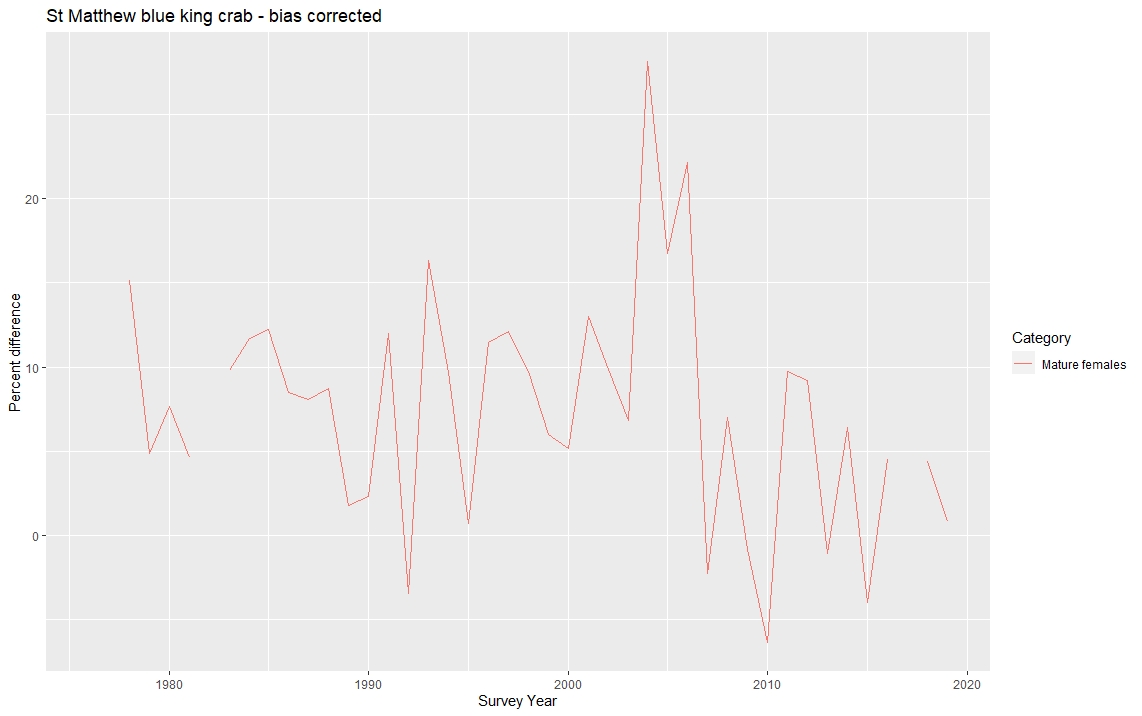 St Matthew blue king crab - bias corrected
Percent difference
20
10
0
1980
1990
2000
2010
2020
Survey Year
Category
Mature females